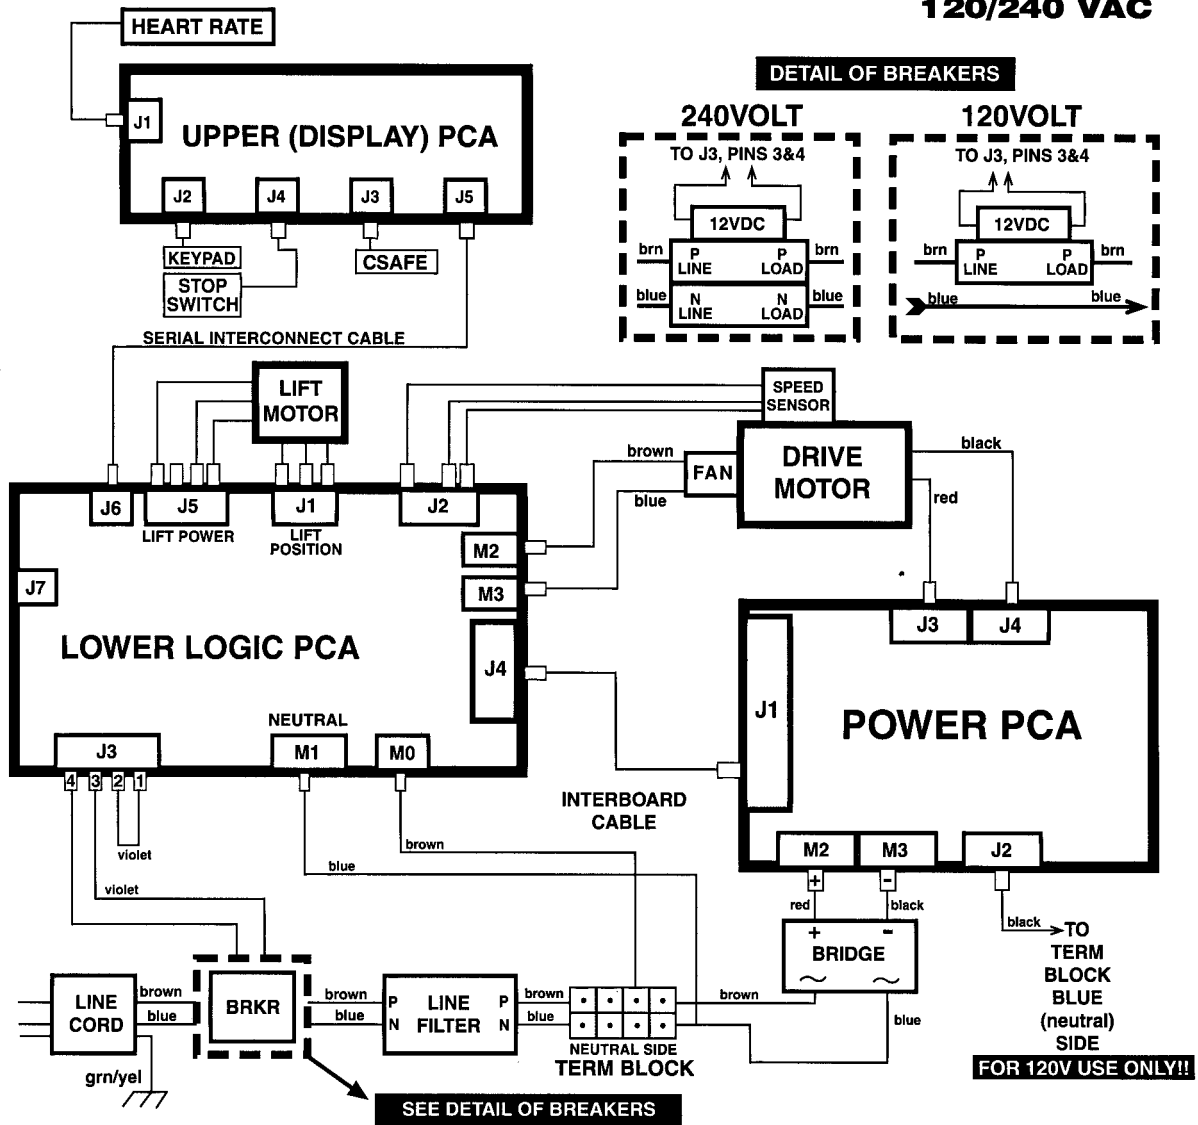 120/240 VAC
HEART RATE
DETAIL OF BREAKERS
J1
UPPER (DISPLAY) PCA
J2
J4
J3
J5
KEYPAD
STOP
SWITCH
CSAFE
SERIAL INTERCONNECT CABLE
240VOLT
TO J3, PINS 3&4
12VDC
brn
P
LINE
P
LOAD
brn
blue
N
LINE
N
LOAD
blue
120VOLT
TO J3, PINS 3&4
12VDC
brn
P
LINE
P
LOAD
brn
blue
blue
LIFT
MOTOR
SPEED
SENSOR
DRIVE
MOTOR
FAN
brown
blue
black
red
J6
J5
LIFT POWER
J1
LIFT
POSITION
J2
M2
M3
J7
LOWER LOGIC PCA
J4
NEUTRAL
J3
M1
M0
4
3
2
1
violet
violet
blue
brown
INTERBOARD
CABLE
J3
J4
J1
POWER PCA
M2
M3
J2
+
-
red
black
+
-
BRIDGE
black
TO
TERM
BLOCK
BLUE
(neutral)
SIDE
FOR 120V USE ONLY!!
LINE
CORD
brown
blue
grn/yel
BRKR
brown
blue
P
N
LINE
FILTER
P
N
brown
blue
NEUTRAL SIDE
TERM BLOCK
brown
blue
SEE DETAIL OF BREAKERS